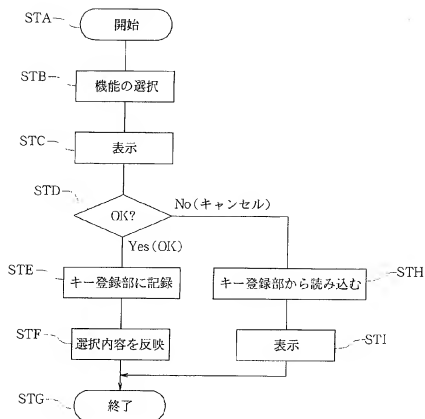 STA
開始
STB
機能の選択
STC
表示
STD
OK?
No(キャンセル)
Yes(OK)
STE
キー登録部に記録
キー登録部から読み込む
STH
STF
選択内容を反映
表示
STI
STG
終了